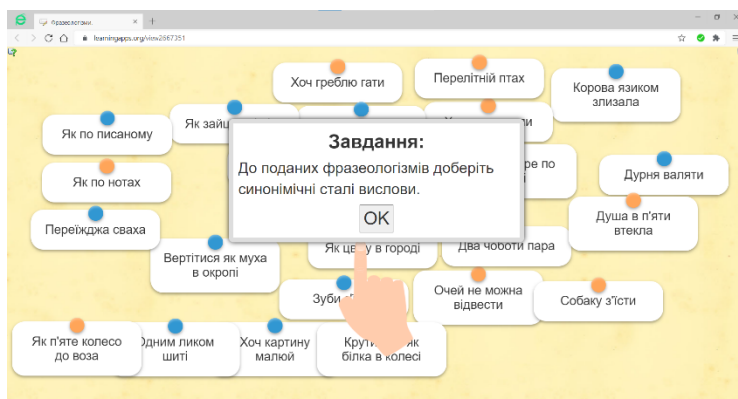 Фразеологізми.
learningapps.org/view2667351
Хоч греблю гати
Перелітній птах
Корова язиком
злизала
Як по писаному
Як
Завдання:
До поданих фразеологізмів доберіть
синонімічні сталі вислови.
OK
Як по нотах
по
Дурня валяти
Переїжджа сваха
Душа в п'яти
втекла
Вертітися як муха
в окропі
Як в городі
Два чоботи пара
Зуби
Очей не можна
відвести
Собаку з'їсти
Як п'яте колесо
до воза
Одним ликом
шиті
Хоч картину
малюй
як
білка в колесі